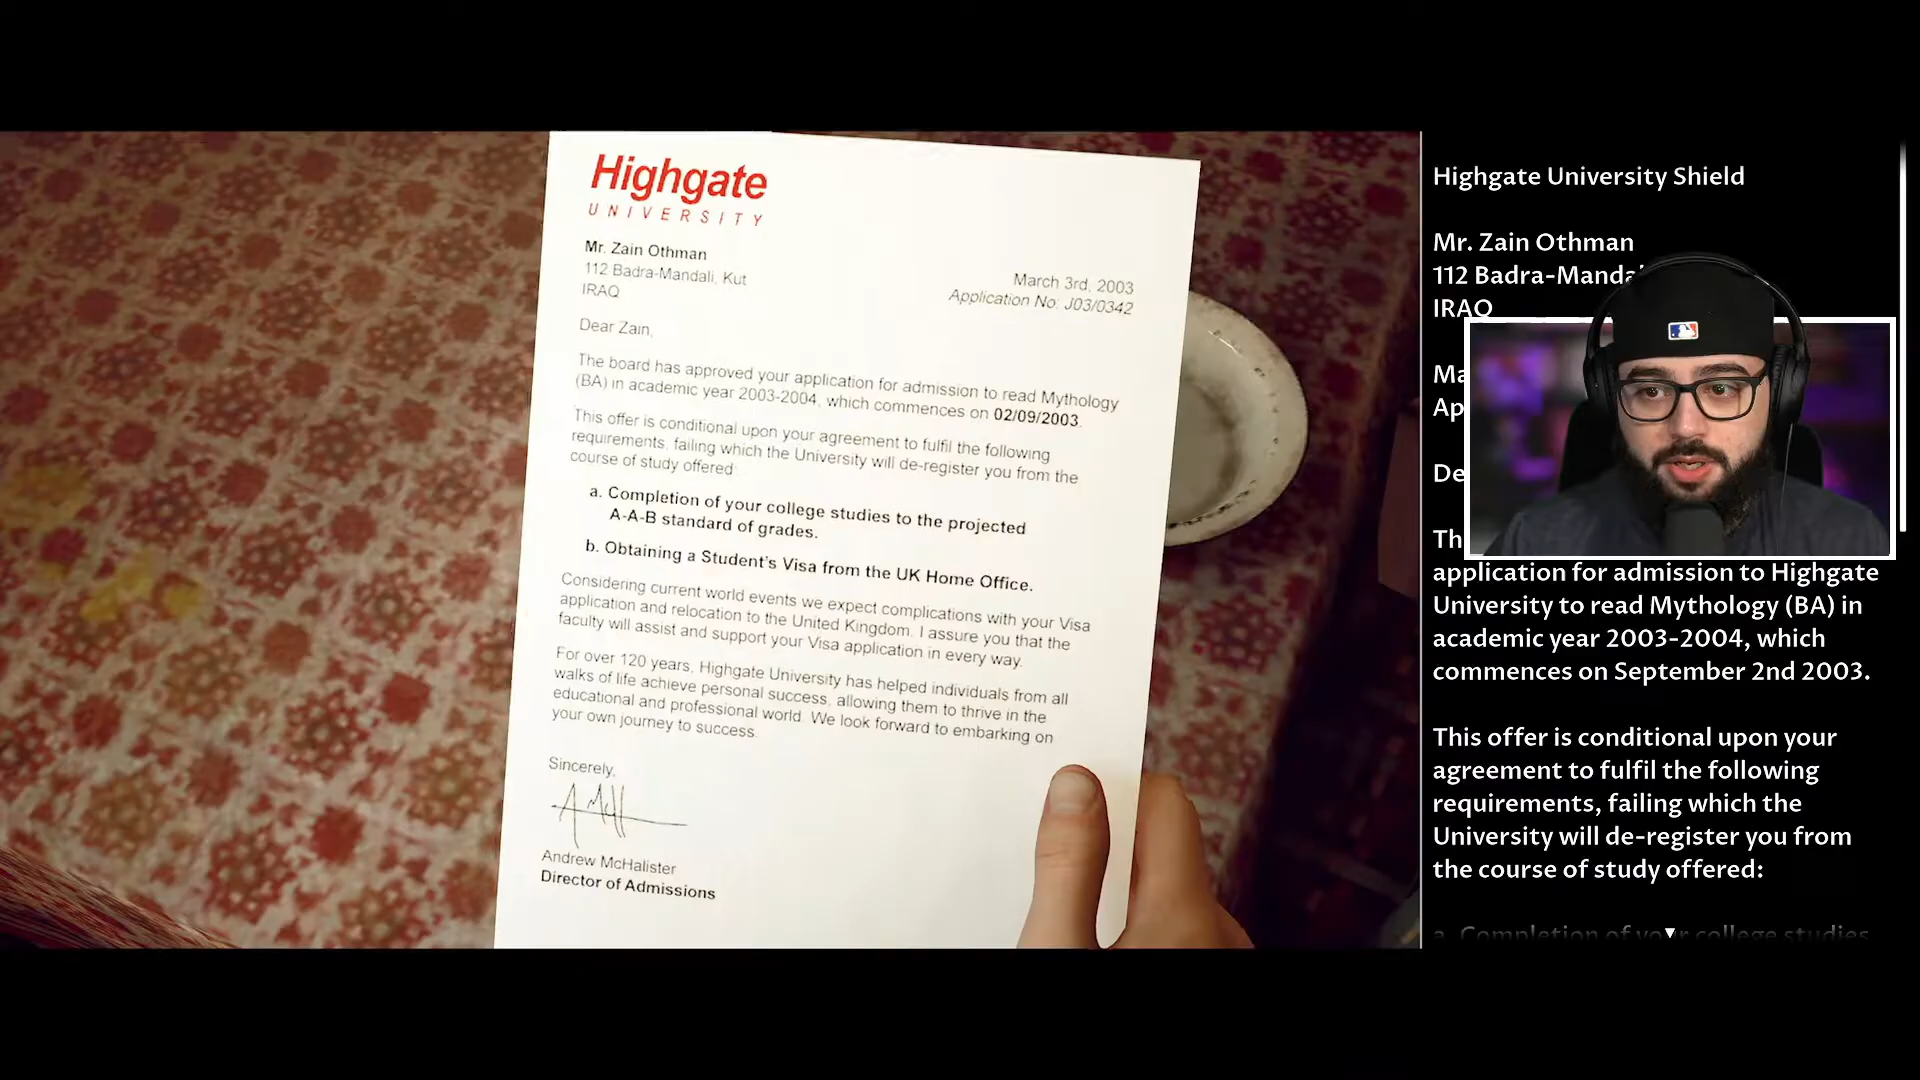 Highgate
UNIVERSITY
Mr. Zain Othman
112 Badra-Mandali, Kut
IRAQ
March 3rd, 2003
Application No: J03/0342
Dear Zain,
The board has approved your application for admission to read Mythology
(BA) in academic year 2003-2004, which commences on 02/09/2003.
This offer is conditional upon your agreement to fulfil the following
requirements, failing which the University will de-register you from the
course of study offered:
a. Completion of your college studies to the projected
A-A-B standard of grades.
b. Obtaining a Student's Visa from the UK Home Office.
Considering current world events we expect complications with your Visa
application and relocation to the United Kingdom. I assure you that the
faculty will assist and support your Visa application in every way.
For over 120 years, Highgate University has helped individuals from all
walks of life achieve personal success, allowing them to thrive in the
educational and professional world. We look forward to embarking on
your own journey to success.
Sincerely,
Andrew McHalister
Director of Admissions
Highgate University Shield
Mr. Zain Othman
112 Badra-Manda
IRAQ
Ma
Ap
De
Th
application for admission to Highgate
University to read Mythology (BA) in
academic year 2003-2004, which
commences on September 2nd 2003.
This offer is conditional upon your
agreement to fulfil the following
requirements, failing which the
University will de-register you from
the course of study offered:
a. Completion of your college studies